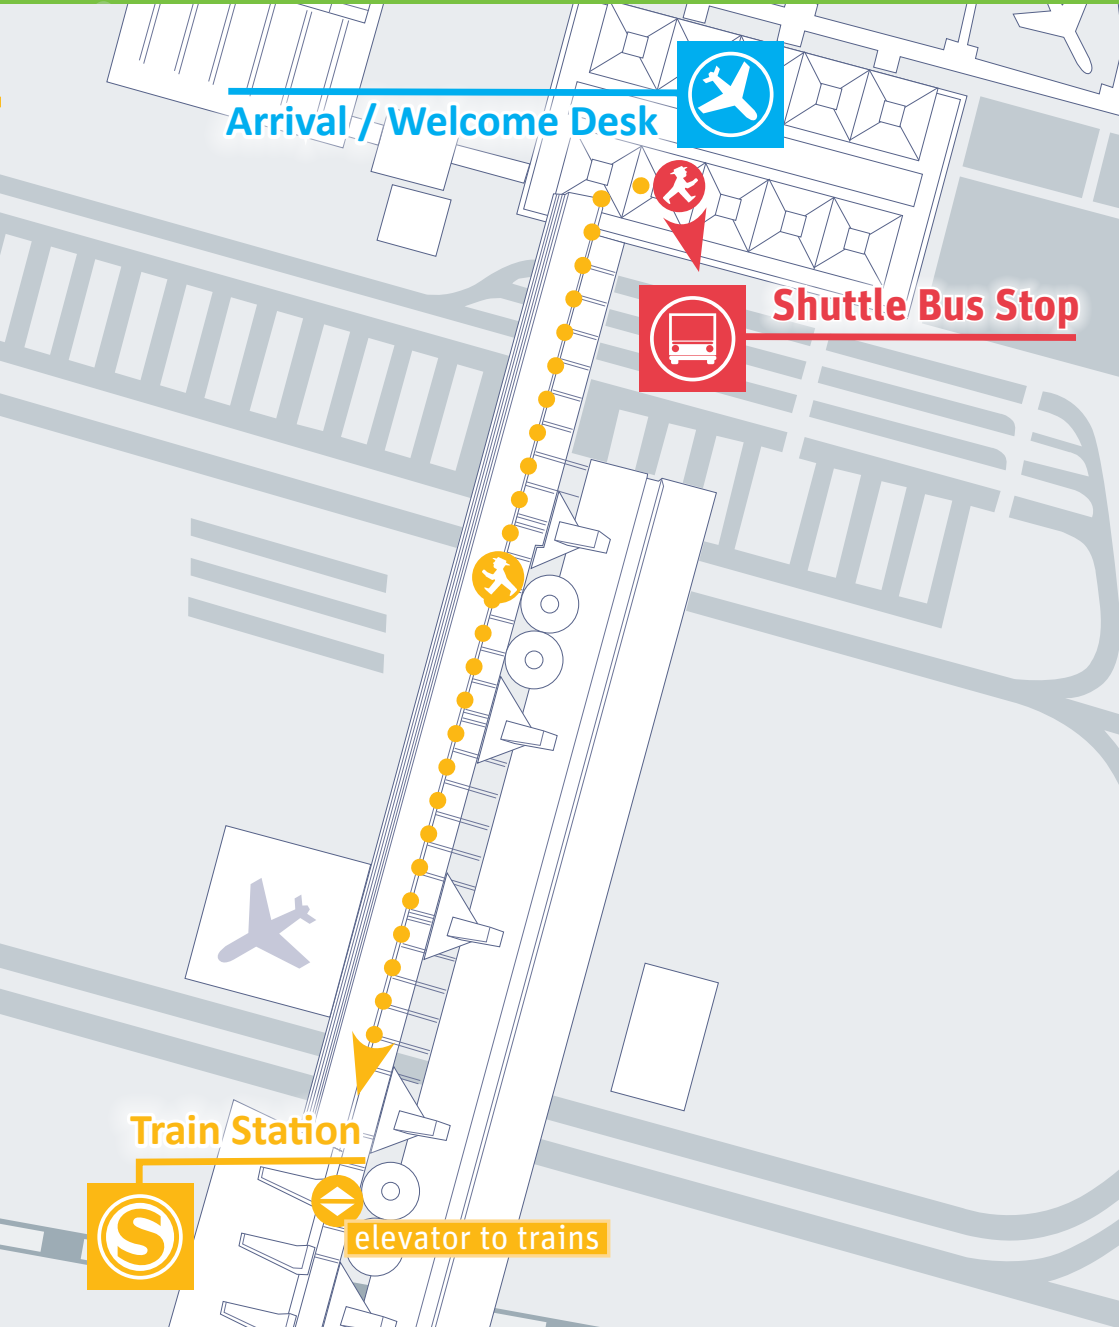 Arrival / Welcome Desk
Shuttle Bus Stop
Train Station
S
elevator to trains